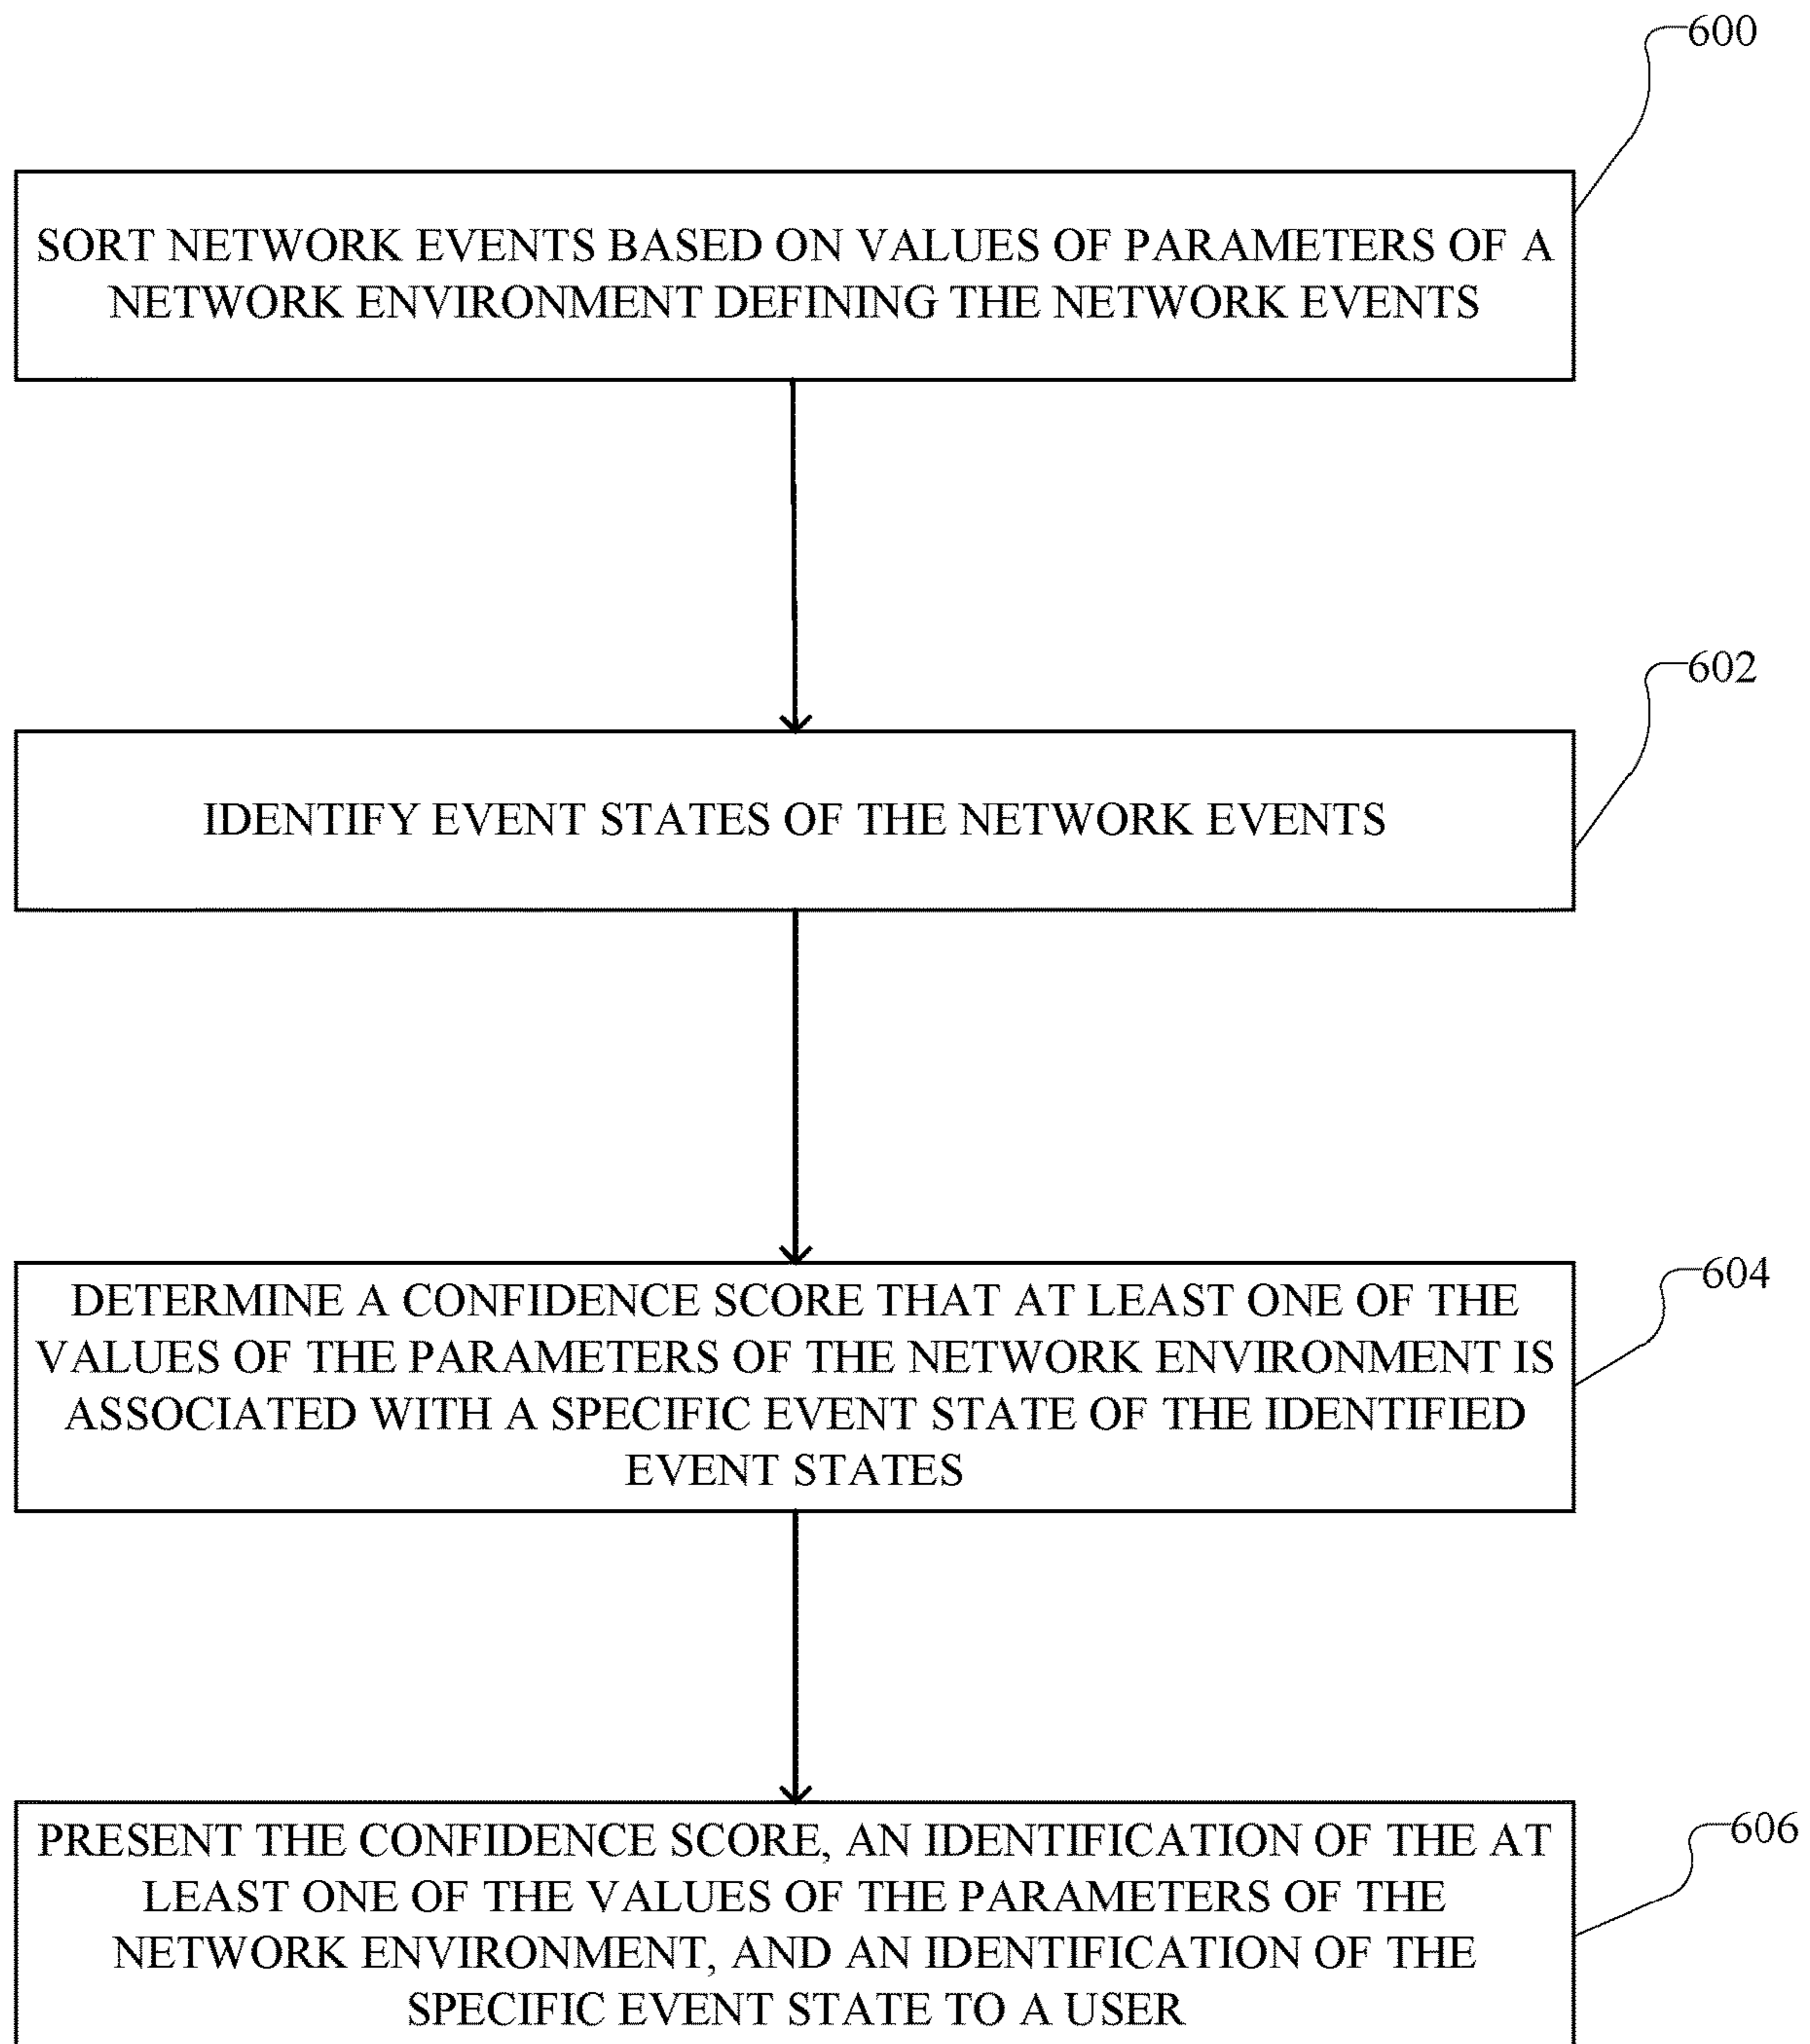 600
SORT NETWORK EVENTS BASED ON VALUES OF PARAMETERS OF A
NETWORK ENVIRONMENT DEFINING THE NETWORK EVENTS
602
IDENTIFY EVENT STATES OF THE NETWORK EVENTS
604
DETERMINE A CONFIDENCE SCORE THAT AT LEAST ONE OF THE
VALUES OF THE PARAMETERS OF THE NETWORK ENVIRONMENT IS
ASSOCIATED WITH A SPECIFIC EVENT STATE OF THE IDENTIFIED
EVENT STATES
606
PRESENT THE CONFIDENCE SCORE, AN IDENTIFICATION OF THE AT
LEAST ONE OF THE VALUES OF THE PARAMETERS OF THE
NETWORK ENVIRONMENT, AND AN IDENTIFICATION OF THE
SPECIFIC EVENT STATE TO A USER